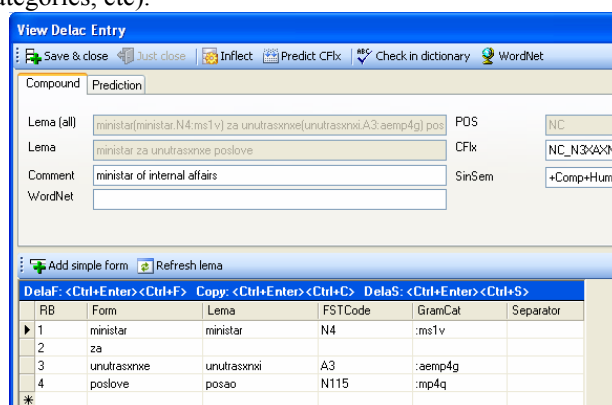 ategories, etc).
View Delac Entry
Save & close Just close Inflect Predict CFlx Check in dictionary WordNet
Compound Prediction
Lema (all) ministar(ministar.N4:ms1v) za unutrasxnxe(unutrasxnxi.A3:aemp4g) pos POS NC
Lema ministar za unutrasxnxe poslove CFlx NC_N3XAXN
Comment ministar of internal affairs SinSem +Comp+Hum
WordNet
Add simple form Refresh lema
DelaF: <Ctrl+Enter><Ctrl+F> Copy: <Ctrl+Enter><Ctrl+C> DelaS: <Ctrl+Enter><Ctrl+S>
RB Form Lema FSTCode GramCat Separator
1 ministar ministar N4 :ms1v
2 za
3 unutrasxnxe unutrasxnxi A3 :aemp4g
4 poslove posao N115 :mp4q